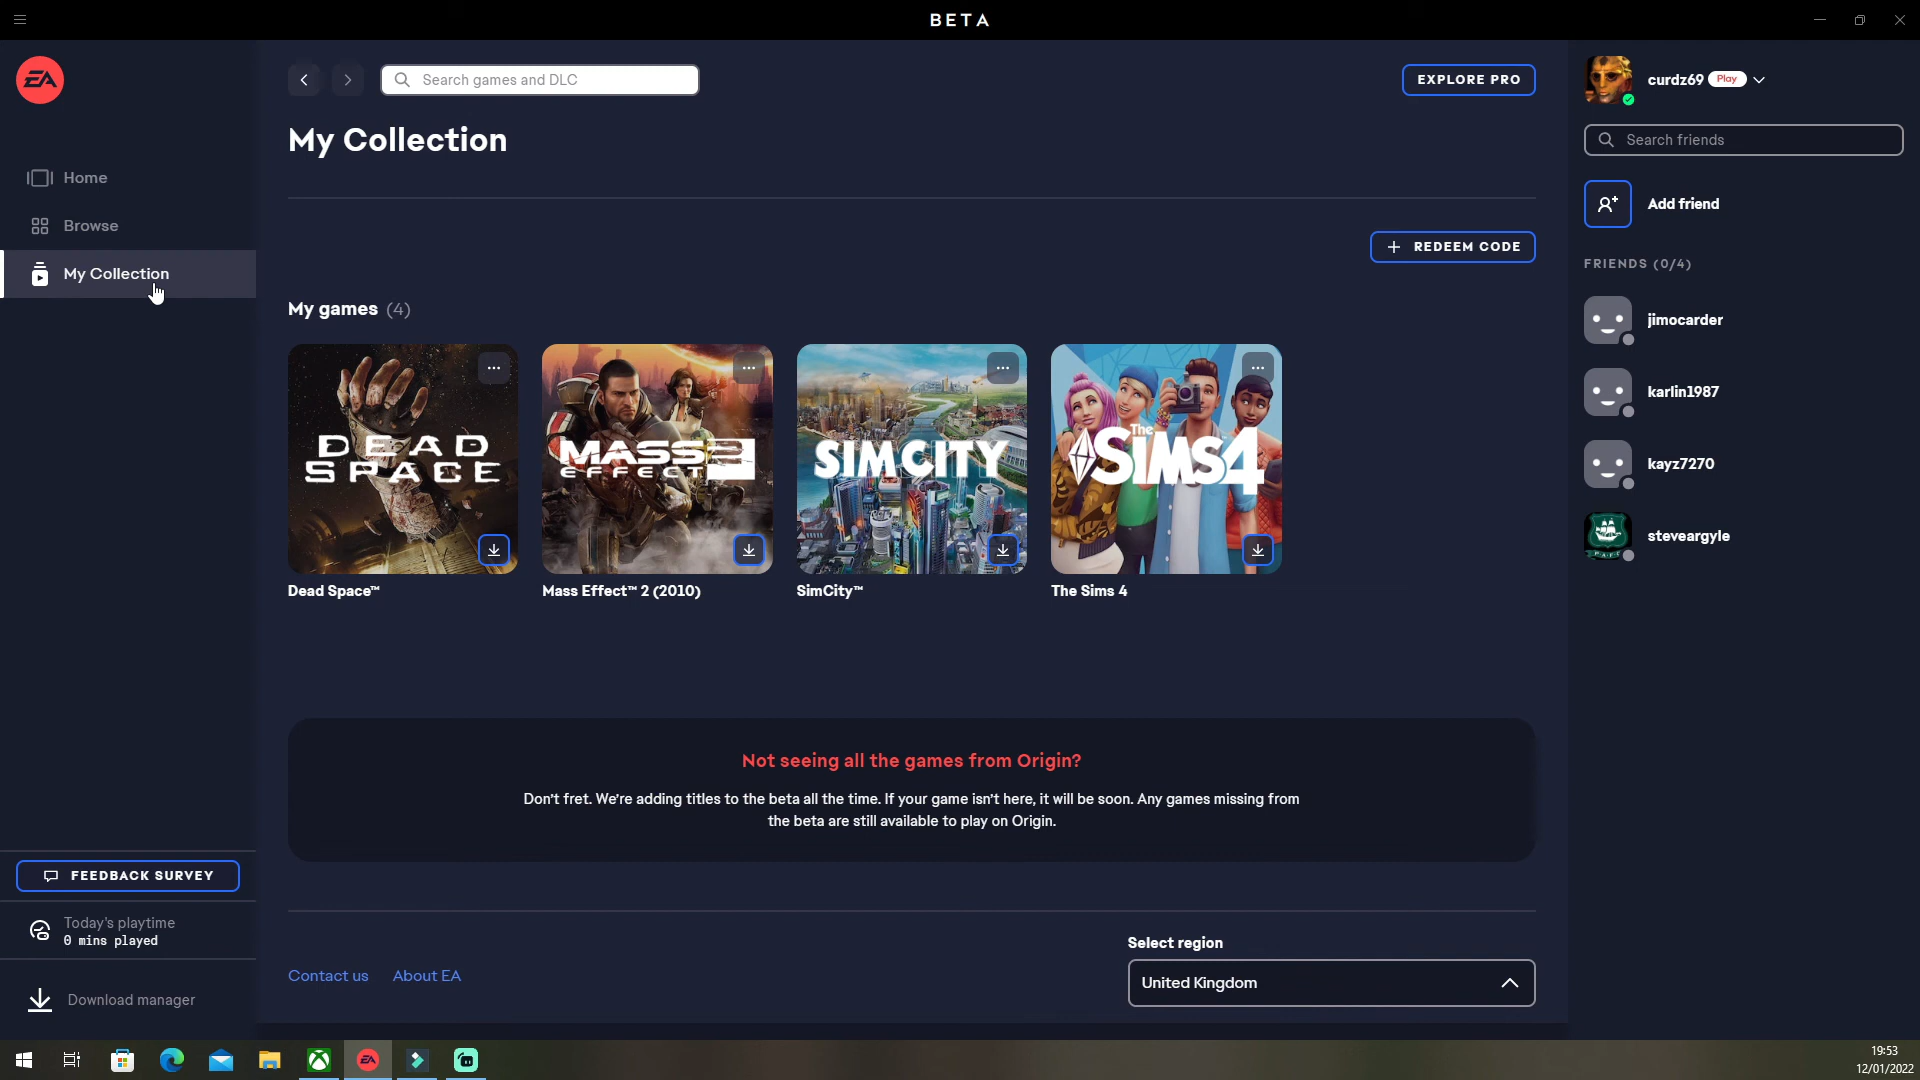 BETA
EA
Search games and DLC
EXPLORE PRO
curdz69 Play
My Collection
Search friends
Home
Browse
My Collection
Add friend
REDEEM CODE
FRIENDS (0/4)
My games (4)
jimocarder
karlin1987
kayz7270
steveargyle
DEAD
SPACE
MASS 2
EFFECT
SIMCITY
The
SIMS4
Dead Space™
Mass Effect™ 2 (2010)
SimCity™
The Sims 4
Not seeing all the games from Origin?
Don't fret. We're adding titles to the beta all the time. If your game isn't here, it will be soon. Any games missing from
the beta are still available to play on Origin.
FEEDBACK SURVEY
Today's playtime
0 mins played
Download manager
Contact us
About EA
Select region
United Kingdom
EA
19:53
12/01/2022